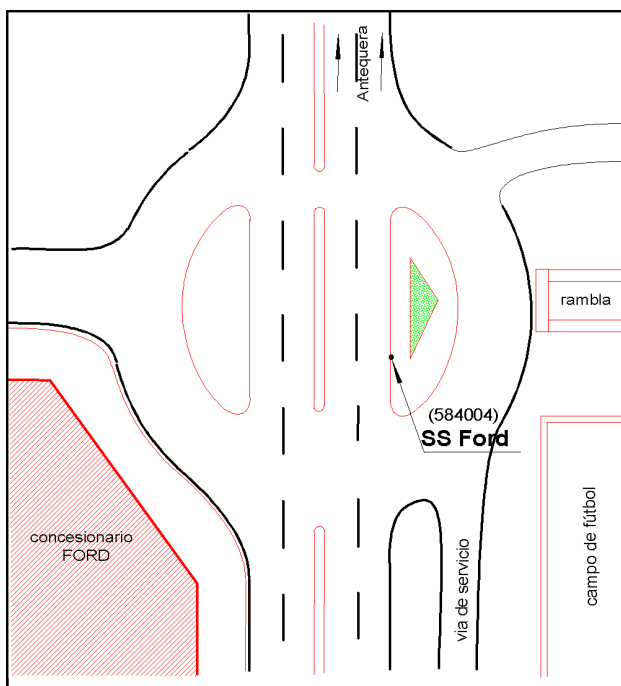 Antequera
rambla
(584004)
SS Ford
concesionario
FORD
via de servicio
campo de fútbol